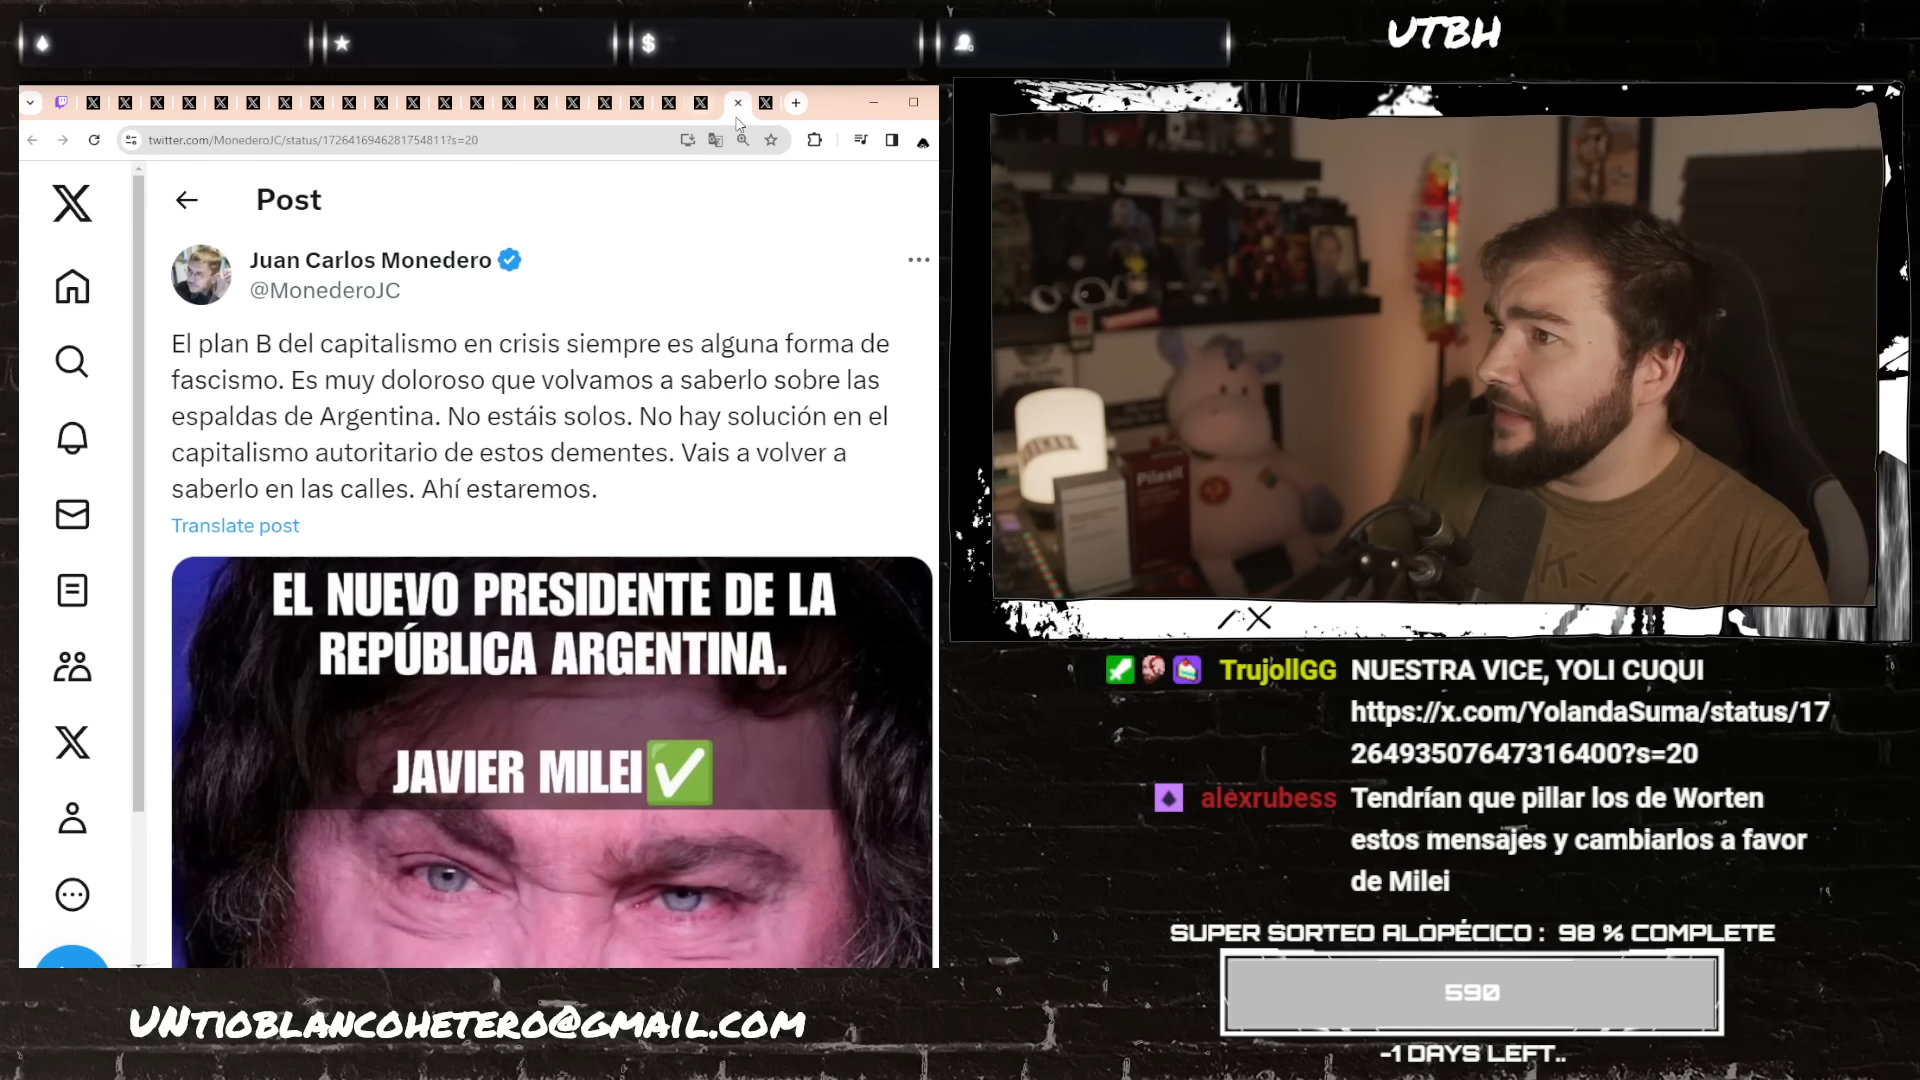 UTBH
twitter.com/MonederoJC/status/1726416946281754811?s=20
Post
Juan Carlos Monedero
@MonederoJC
El plan B del capitalismo en crisis siempre es alguna forma de
fascismo. Es muy doloroso que volvamos a saberlo sobre las
espaldas de Argentina. No estáis solos. No hay solución en el
capitalismo autoritario de estos dementes. Vais a volver a
saberlo en las calles. Ahí estaremos.
Translate post
EL NUEVO PRESIDENTE DE LA
REPÚBLICA ARGENTINA.
JAVIER MILEI✅
Pilexil
TrujollGG NUESTRA VICE, YOLI CUQUI
https://x.com/YolandaSuma/status/17
26493507647316400?s=20
alexrubess Tendrían que pillar los de Worten
estos mensajes y cambiarlos a favor
de Milei
SUPER SORTEO ALOPÉCICO : 98 % COMPLETE
590
-1 DAYS LEFT..
UNTIOBLANCOHETERO@GMAIL.COM